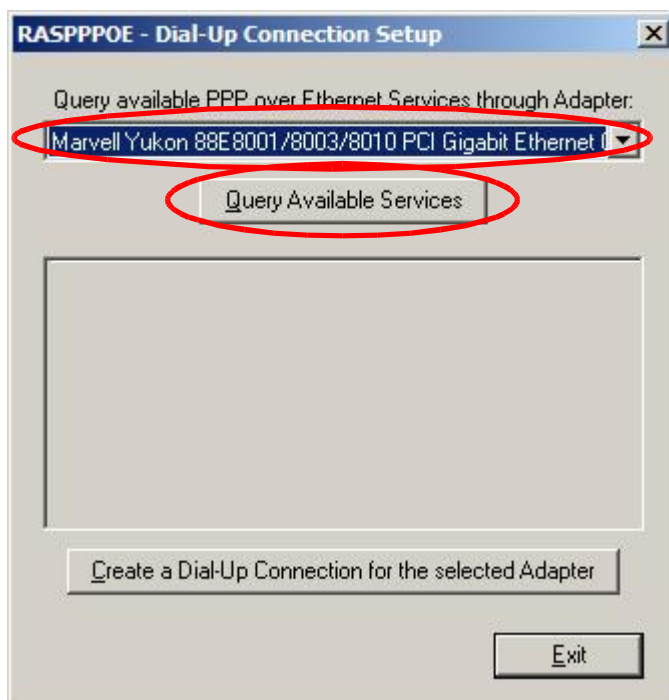 RASPPPOE - Dial-Up Connection Setup
Query available PPP over Ethernet Services through Adapter:
Marvell Yukon 88E8001/8003/8010 PCI Gigabit Ethernet
Query Available Services
Create a Dial-Up Connection for the selected Adapter
Exit